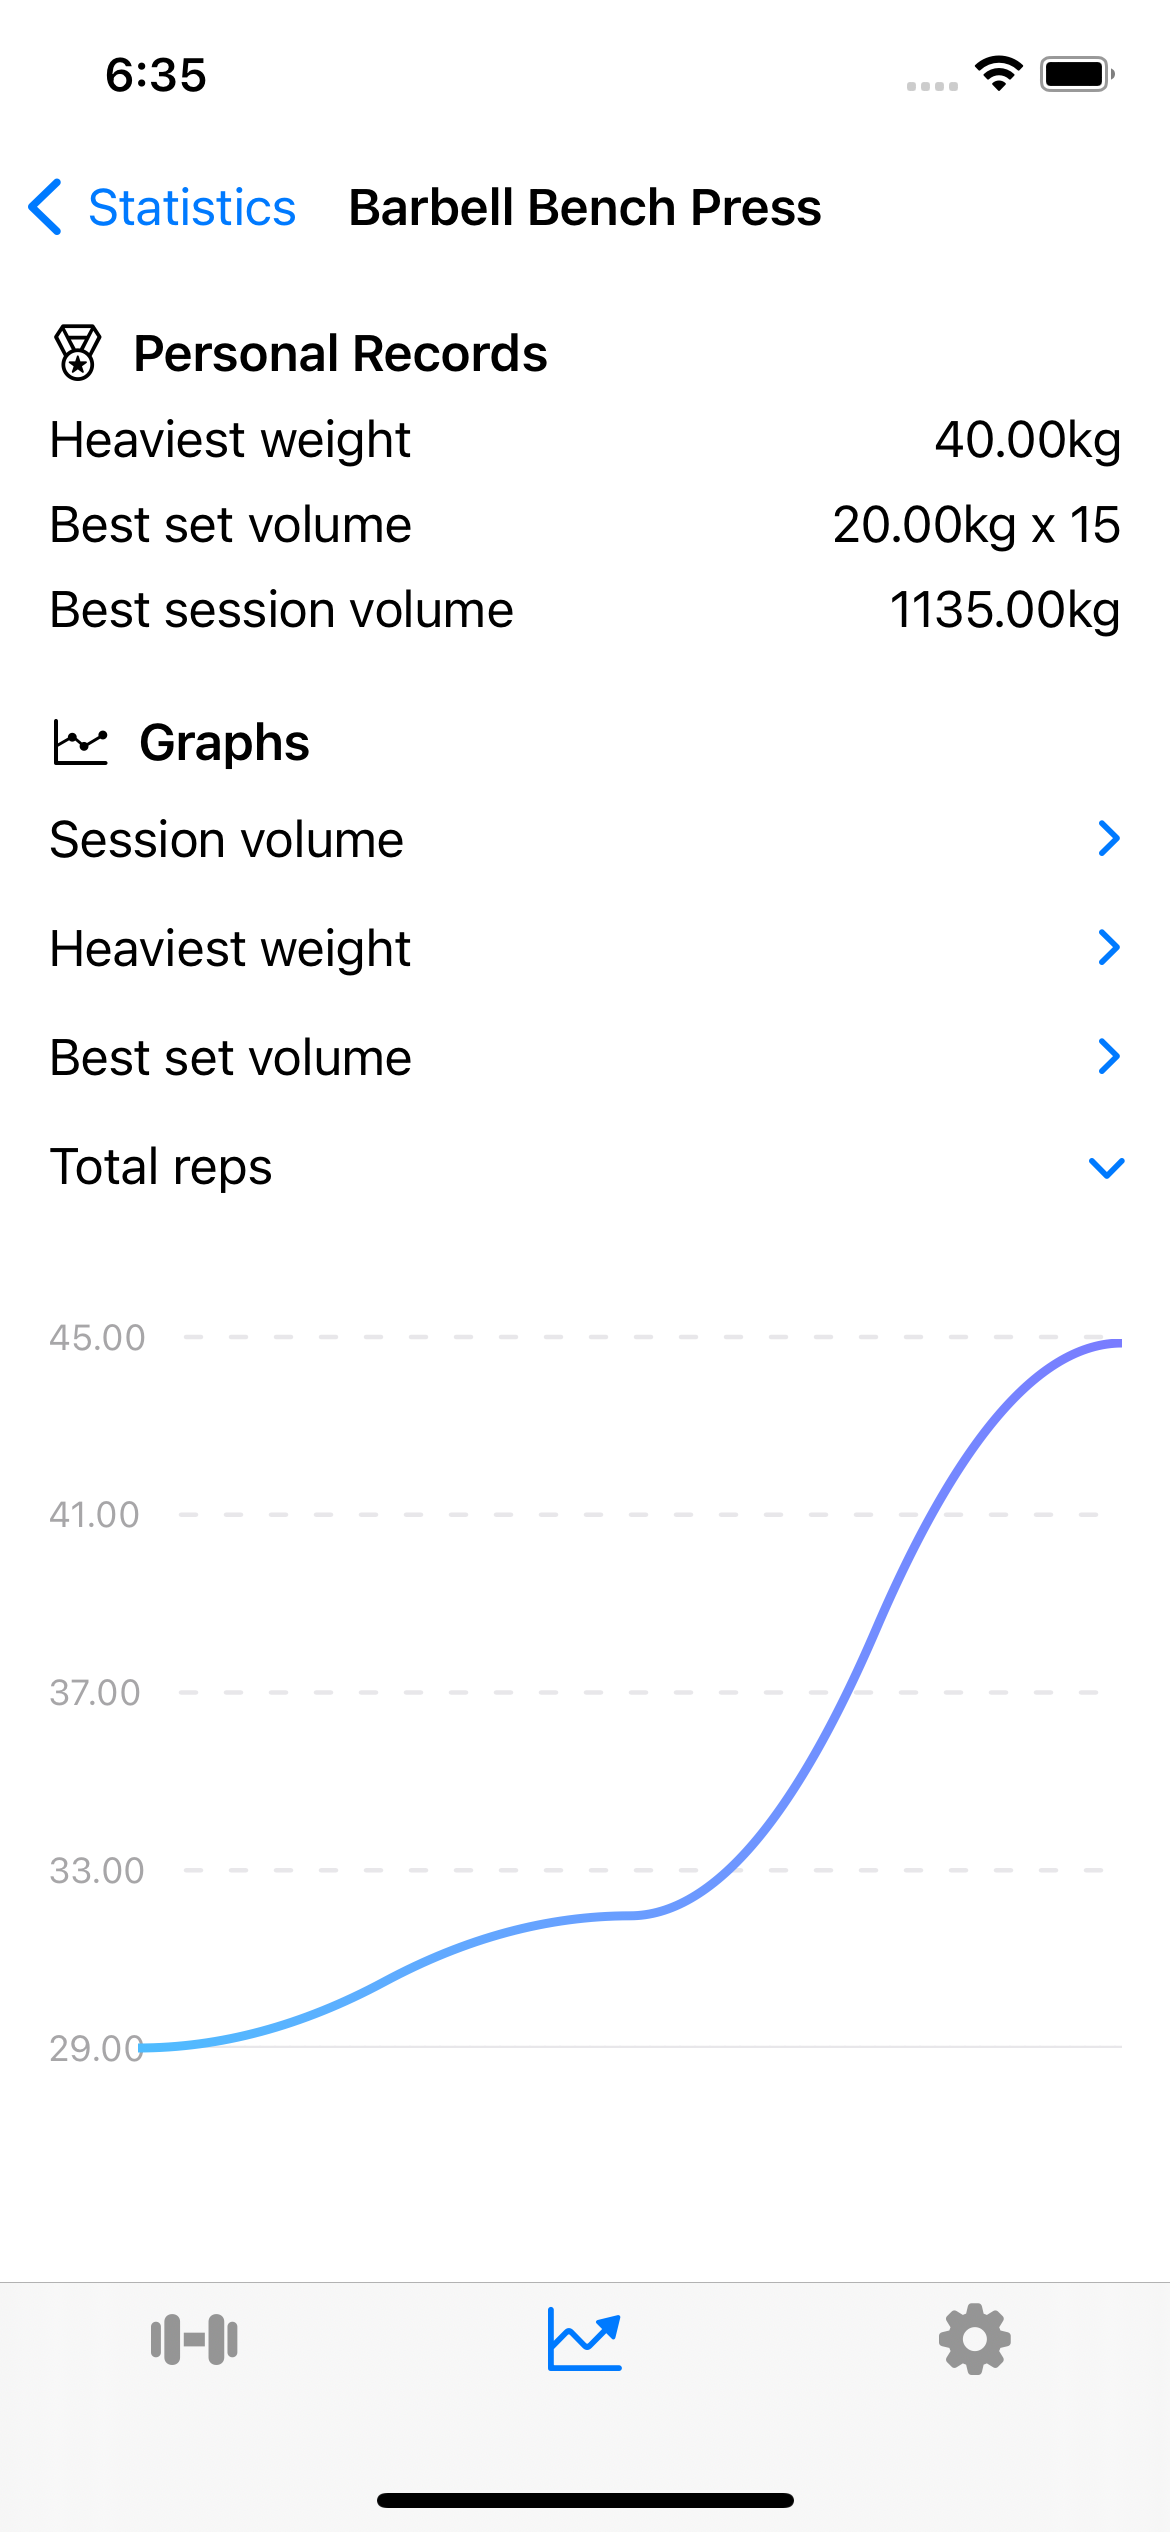 6:35
Statistics Barbell Bench Press
Personal Records
Heaviest weight 40.00kg
Best set volume 20.00kg x 15
Best session volume 1135.00kg
Graphs
Session volume
Heaviest weight
Best set volume
Total reps
45.00
41.00
37.00
33.00
29.00